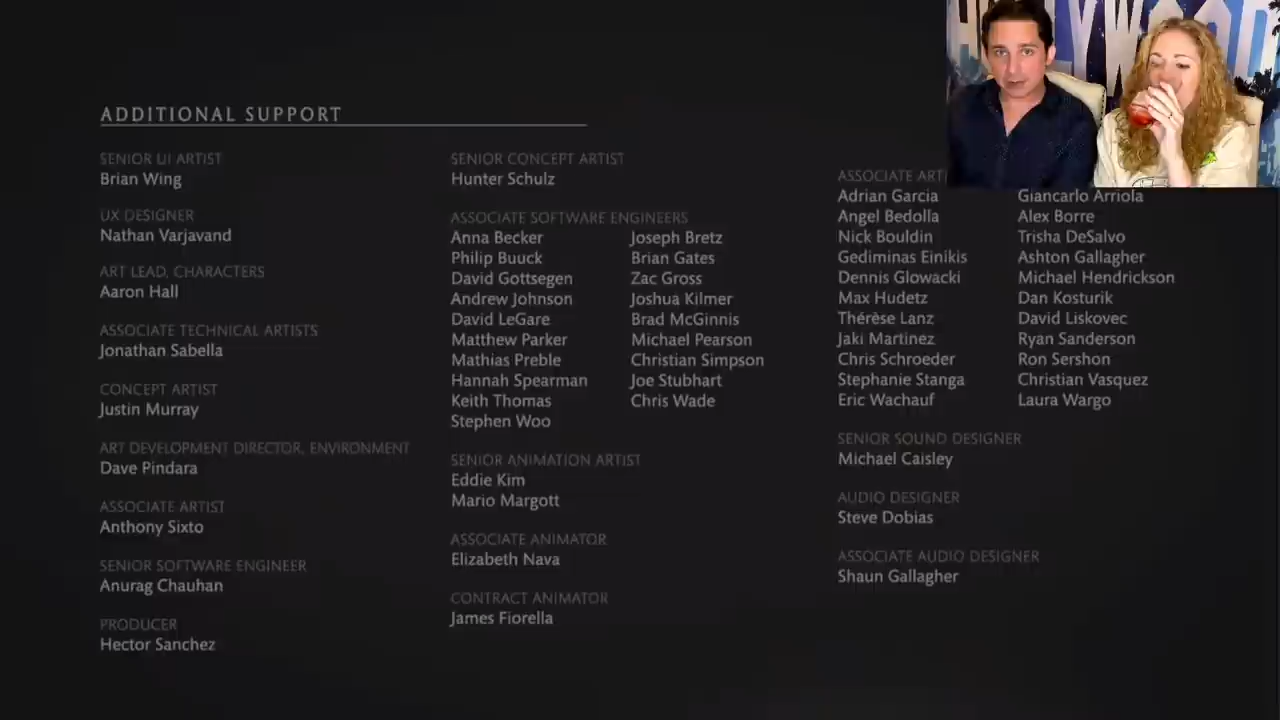 HOLLYWOOD
ADDITIONAL SUPPORT
SENIOR UI ARTIST
Brian Wing
UX DESIGNER
Nathan Varjavand
ART LEAD, CHARACTERS
Aaron Hall
ASSOCIATE TECHNICAL ARTISTS
Jonathan Sabella
CONCEPT ARTIST
Justin Murray
ART DEVELOPMENT DIRECTOR, ENVIRONMENT
Dave Pindara
ASSOCIATE ARTIST
Anthony Sixto
SENIOR SOFTWARE ENGINEER
Anurag Chauhan
PRODUCER
Hector Sanchez
SENIOR CONCEPT ARTIST
Hunter Schulz
ASSOCIATE SOFTWARE ENGINEERS
Anna Becker
Philip Buuck
David Gottsegen
Andrew Johnson
David LeGare
Matthew Parker
Mathias Preble
Hannah Spearman
Keith Thomas
Stephen Woo
Joseph Bretz
Brian Gates
Zac Gross
Joshua Kilmer
Brad McGinnis
Michael Pearson
Christian Simpson
Joe Stubhart
Chris Wade
SENIOR ANIMATION ARTIST
Eddie Kim
Mario Margott
ASSOCIATE ANIMATOR
Elizabeth Nava
CONTRACT ANIMATOR
James Fiorella
ASSOCIATE ARTI
Adrian Garcia
Angel Bedolla
Nick Bouldin
Gediminas Einikis
Dennis Glowacki
Max Hudetz
Thérèse Lanz
Jaki Martinez
Chris Schroeder
Stephanie Stanga
Eric Wachauf
Giancarlo Arriola
Alex Borre
Trisha DeSalvo
Ashton Gallagher
Michael Hendrickson
Dan Kosturik
David Liskovec
Ryan Sanderson
Ron Sershon
Christian Vasquez
Laura Wargo
SENIOR SOUND DESIGNER
Michael Caisley
AUDIO DESIGNER
Steve Dobias
ASSOCIATE AUDIO DESIGNER
Shaun Gallagher